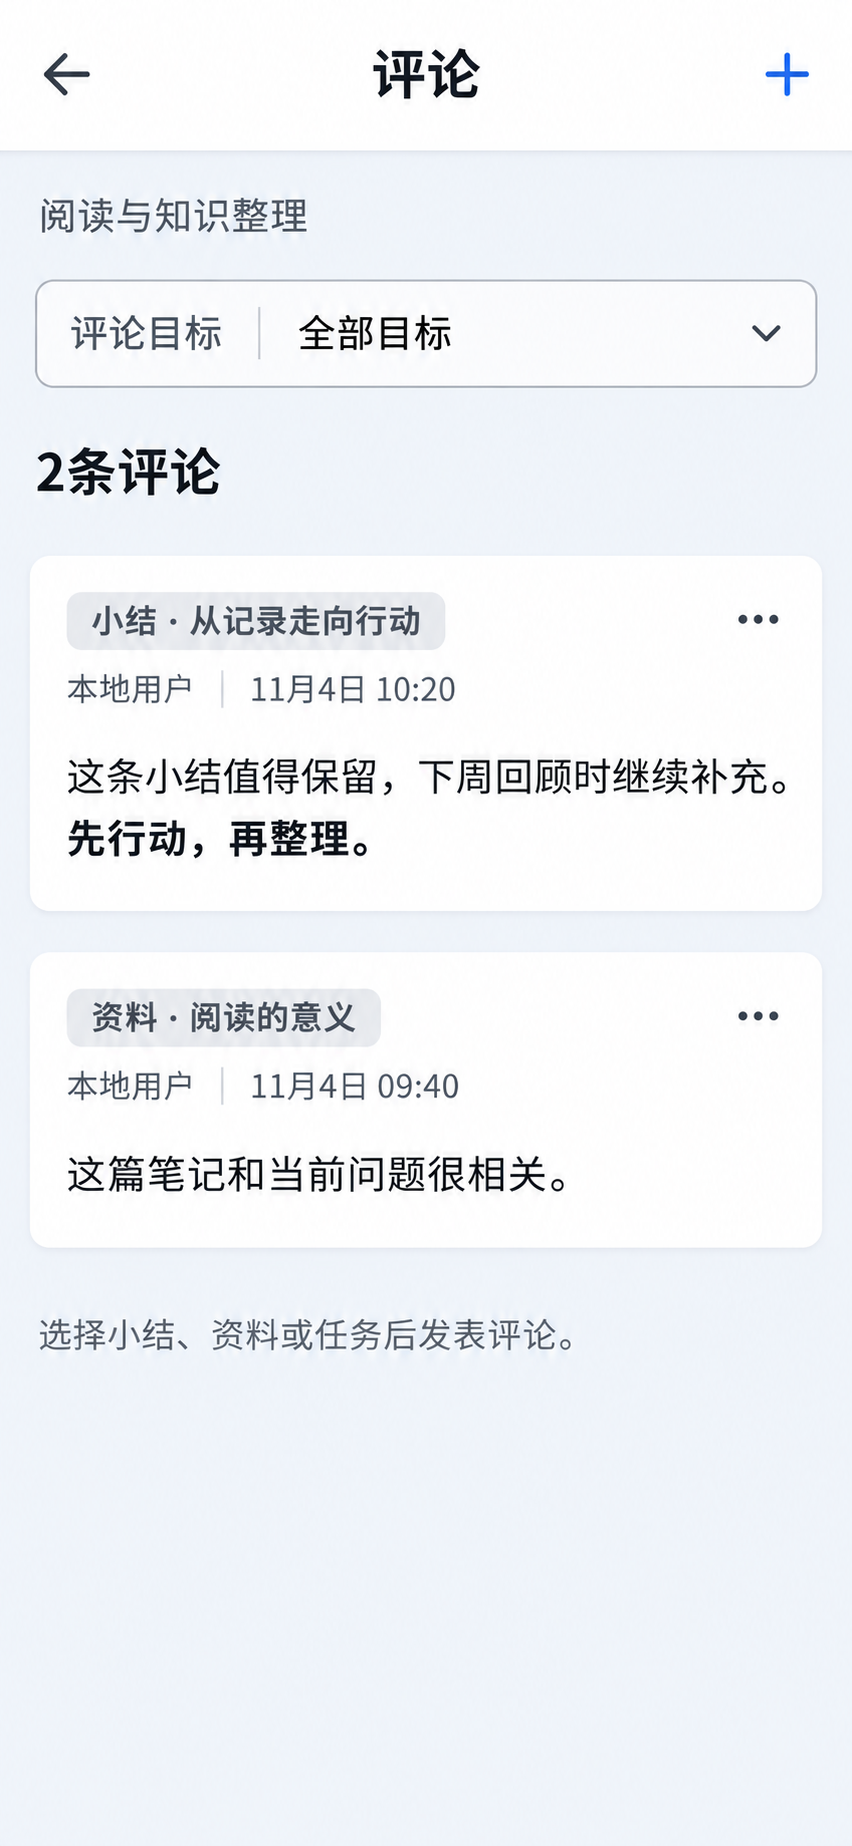 评论
阅读与知识整理
评论目标 全部目标
2条评论
小结 · 从记录走向行动
本地用户 11月4日 10:20
这条小结值得保留，下周回顾时继续补充。
先行动，再整理。
资料 · 阅读的意义
本地用户 11月4日 09:40
这篇笔记和当前问题很相关。
选择小结、资料或任务后发表评论。